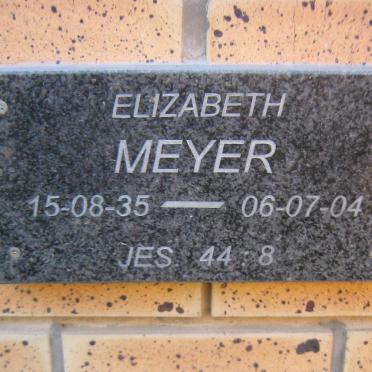 ELIZABETH
MEYER
15-08-35 — 06-07-04
JES 44 : 8